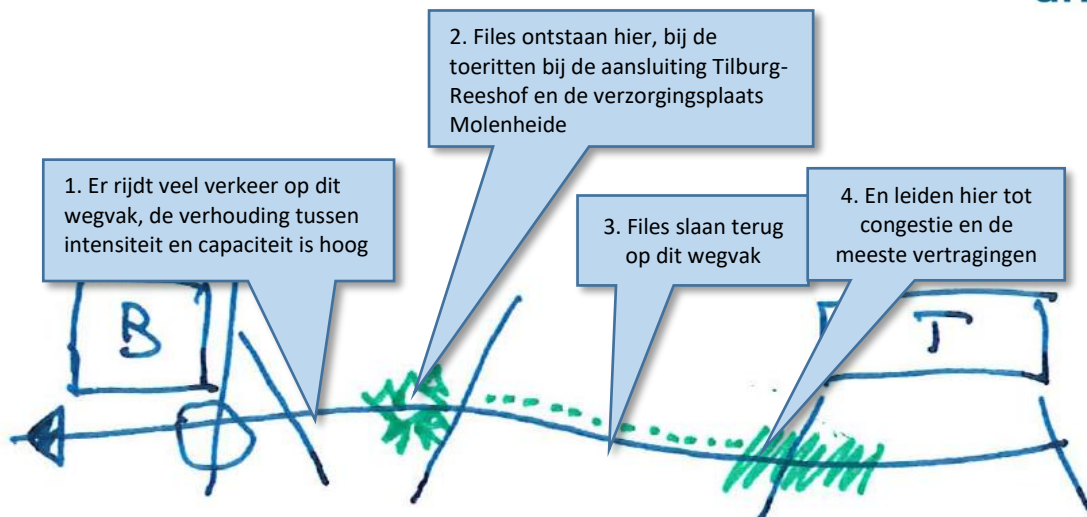 2. Files ontstaan hier, bij de
toeritten bij de aansluiting Tilburg-
Reeshof en de verzorgingsplaats
Molenheide
1. Er rijdt veel verkeer op dit
wegvak, de verhouding tussen
intensiteit en capaciteit is hoog
3. Files slaan terug
op dit wegvak
4. En leiden hier tot
congestie en de
meeste vertragingen
B
T